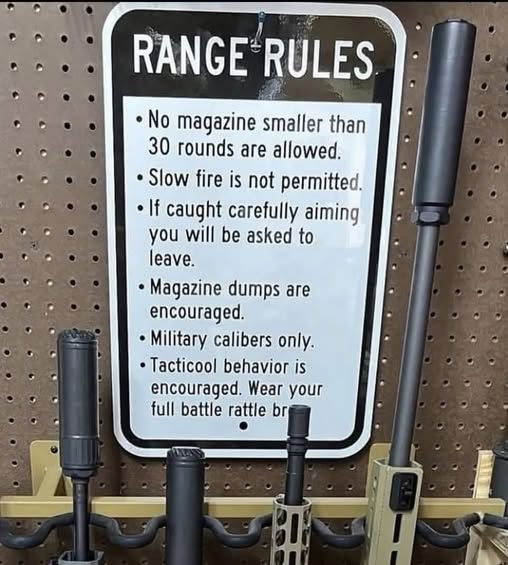 RANGE RULES
• No magazine smaller than
30 rounds are allowed.
• Slow fire is not permitted.
• If caught carefully aiming
you will be asked to
leave.
• Magazine dumps are
encouraged.
• Military calibers only.
• Tacticool behavior is
encouraged. Wear your
full battle rattle